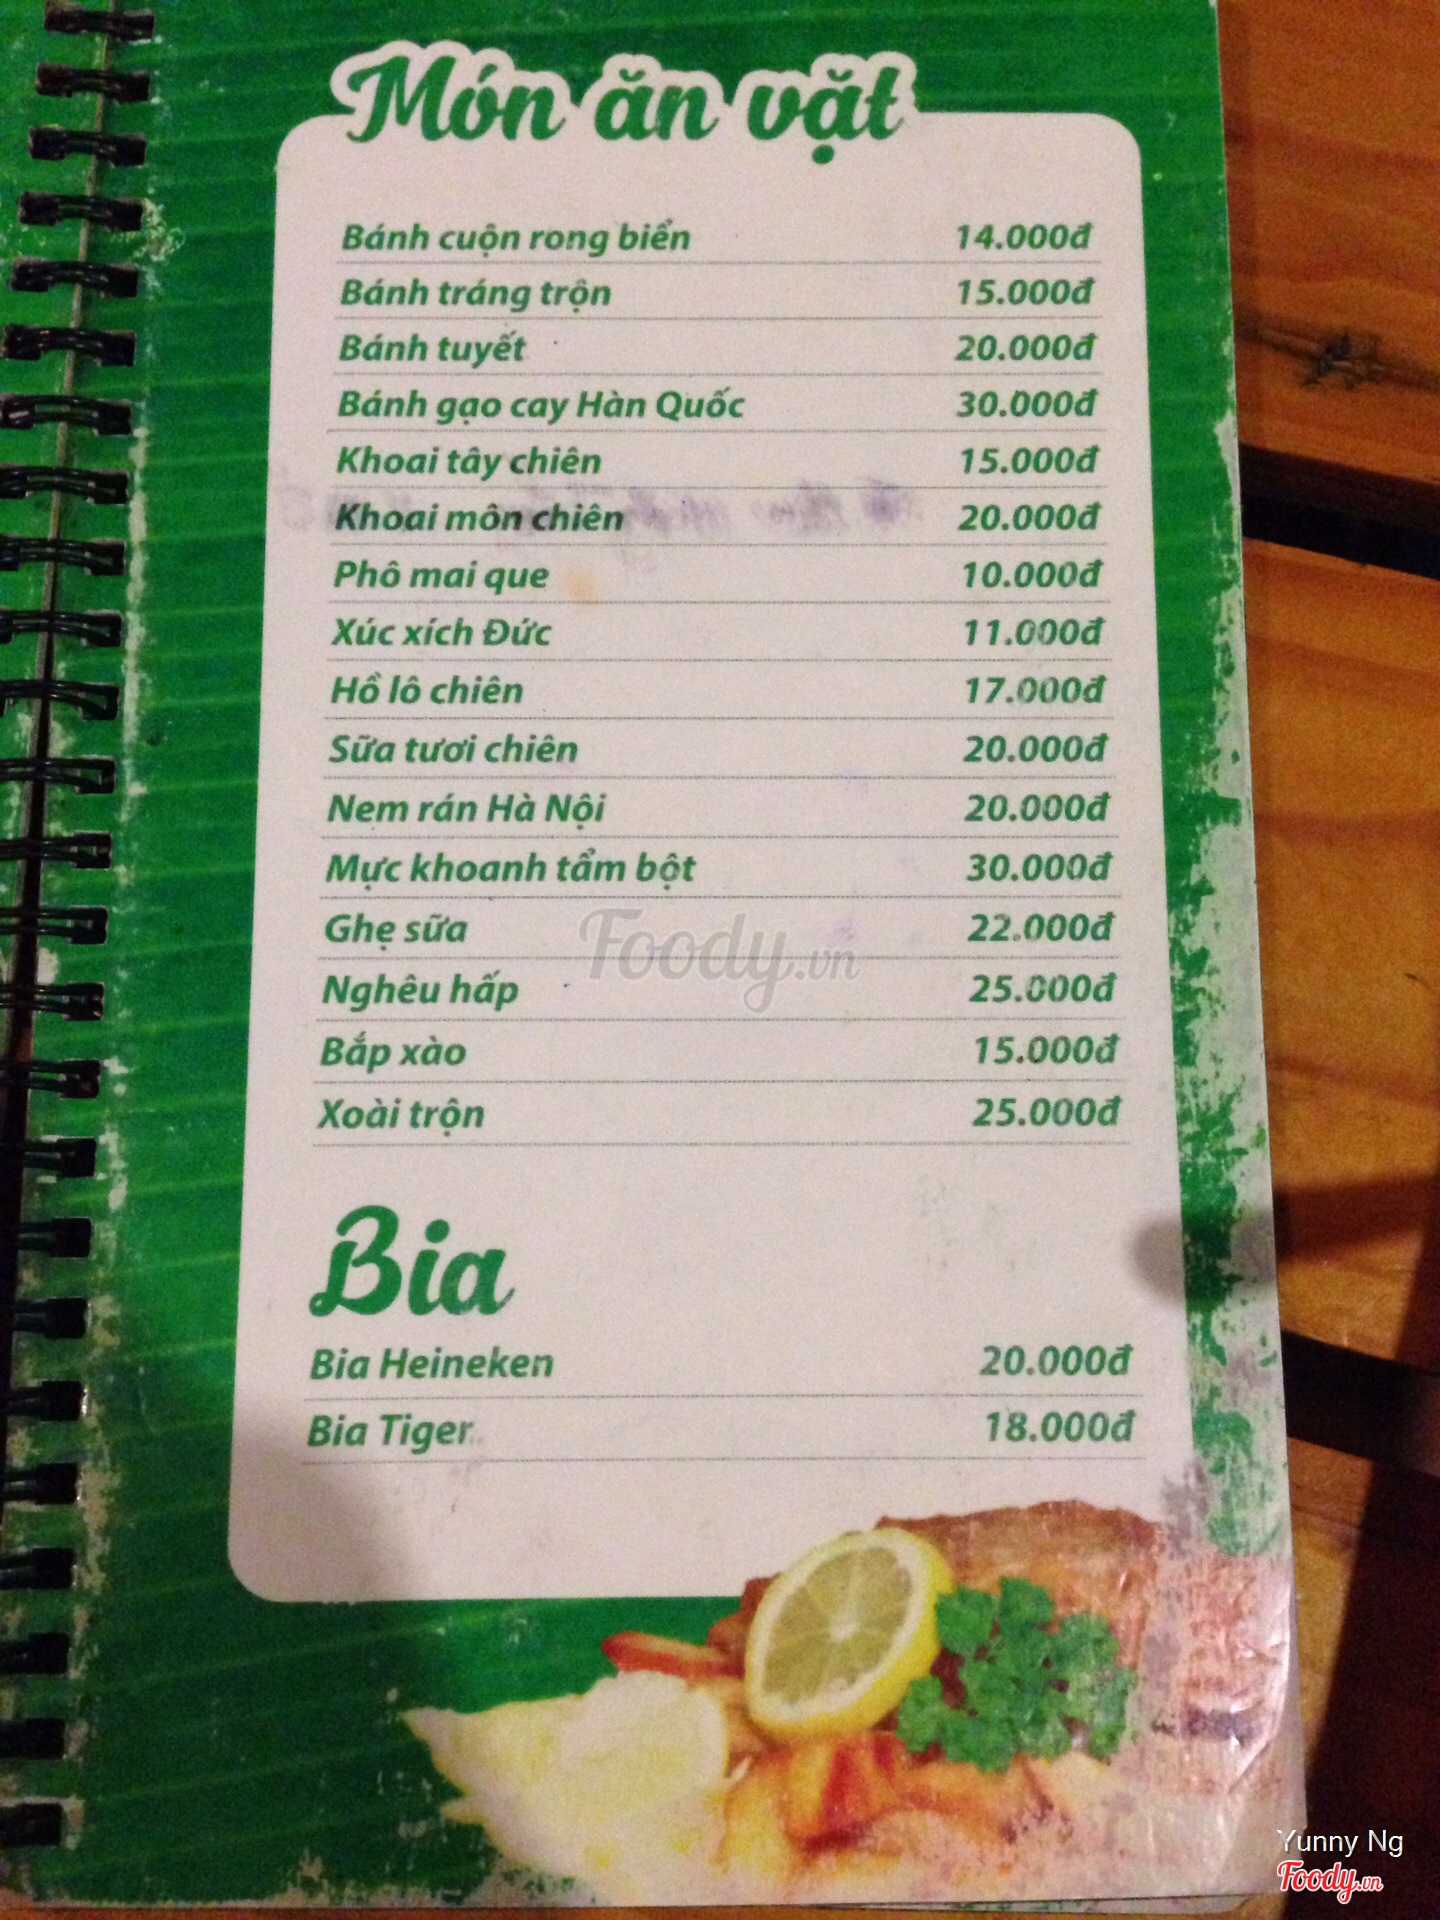 Món ăn vặt
Bánh cuộn rong biển 14.000đ
Bánh tráng trộn 15.000đ
Bánh tuyết 20.000đ
Bánh gạo cay Hàn Quốc 30.000đ
Khoai tây chiên 15.000đ
Khoai môn chiên 20.000đ
Phô mai que 10.000đ
Xúc xích Đức 11.000đ
Hồ lô chiên 17.000đ
Sữa tươi chiên 20.000đ
Nem rán Hà Nội 20.000đ
Mực khoanh tẩm bột 30.000đ
Ghẹ sữa 22.000đ
Foody.vn
Nghêu hấp 25.000đ
Bắp xào 15.000đ
Xoài trộn 25.000đ
Bia
Bia Heineken 20.000đ
Bia Tiger 18.000đ
Yunny Ng
Foody.vn